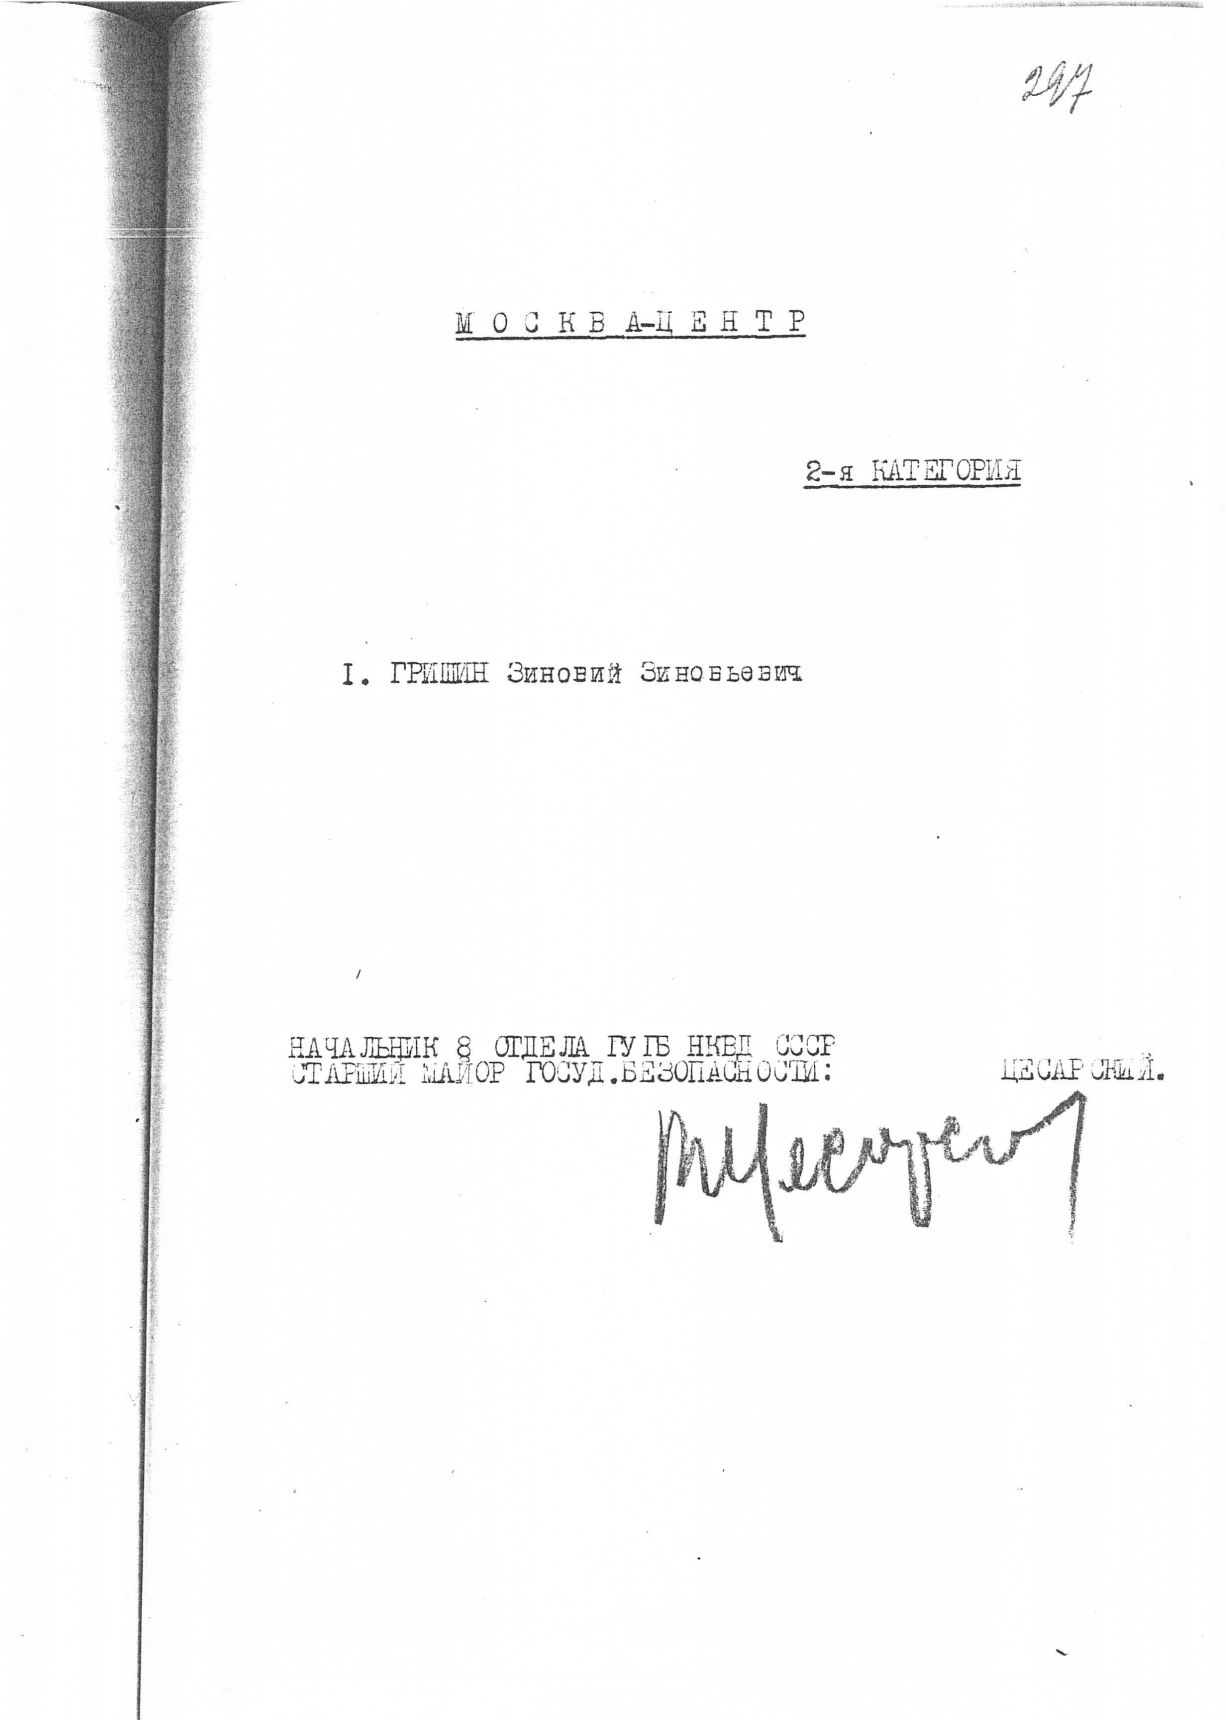 297
МОСКВА-ЦЕНТР
2-я КАТЕГОРИЯ
I. ГРИШИН Зиновий Зиновьевич
НАЧАЛЬНИК 8 ОТДЕЛА ГУГБ НКВД СССР
СТАРШИЙ МАЙОР ГОСУД.БЕЗОПАСНОСТИ: ЦЕСАРСКИЙ.